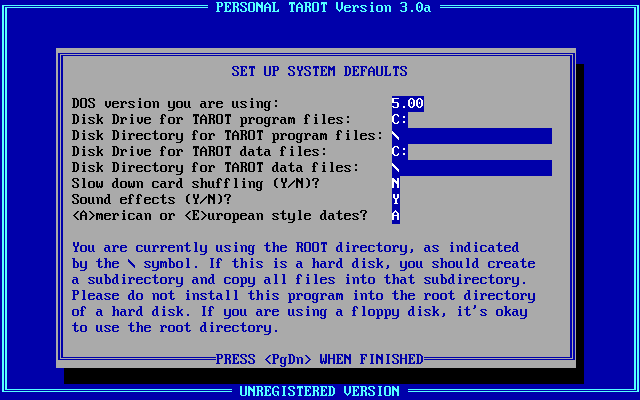 PERSONAL TAROT Version 3.0a
SET UP SYSTEM DEFAULTS
DOS version you are using: 5.00
Disk Drive for TAROT program files: C:
Disk Directory for TAROT program files: \
Disk Drive for TAROT data files: C:
Disk Directory for TAROT data files: \
Slow down card shuffling (Y/N)? N
Sound effects (Y/N)? Y
<A>merican or <E>uropean style dates? A
You are currently using the ROOT directory, as indicated
by the \ symbol. If this is a hard disk, you should create
a subdirectory and copy all files into that subdirectory.
Please do not install this program into the root directory
of a hard disk. If you are using a floppy disk, it's okay
to use the root directory.
PRESS <PgDn> WHEN FINISHED
UNREGISTERED VERSION